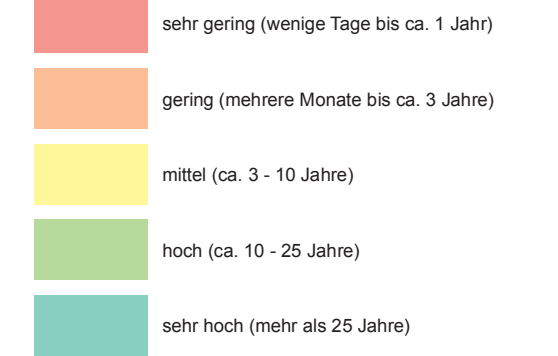 sehr gering (wenige Tage bis ca. 1 Jahr)
gering (mehrere Monate bis ca. 3 Jahre)
mittel (ca. 3 - 10 Jahre)
hoch (ca. 10 - 25 Jahre)
sehr hoch (mehr als 25 Jahre)